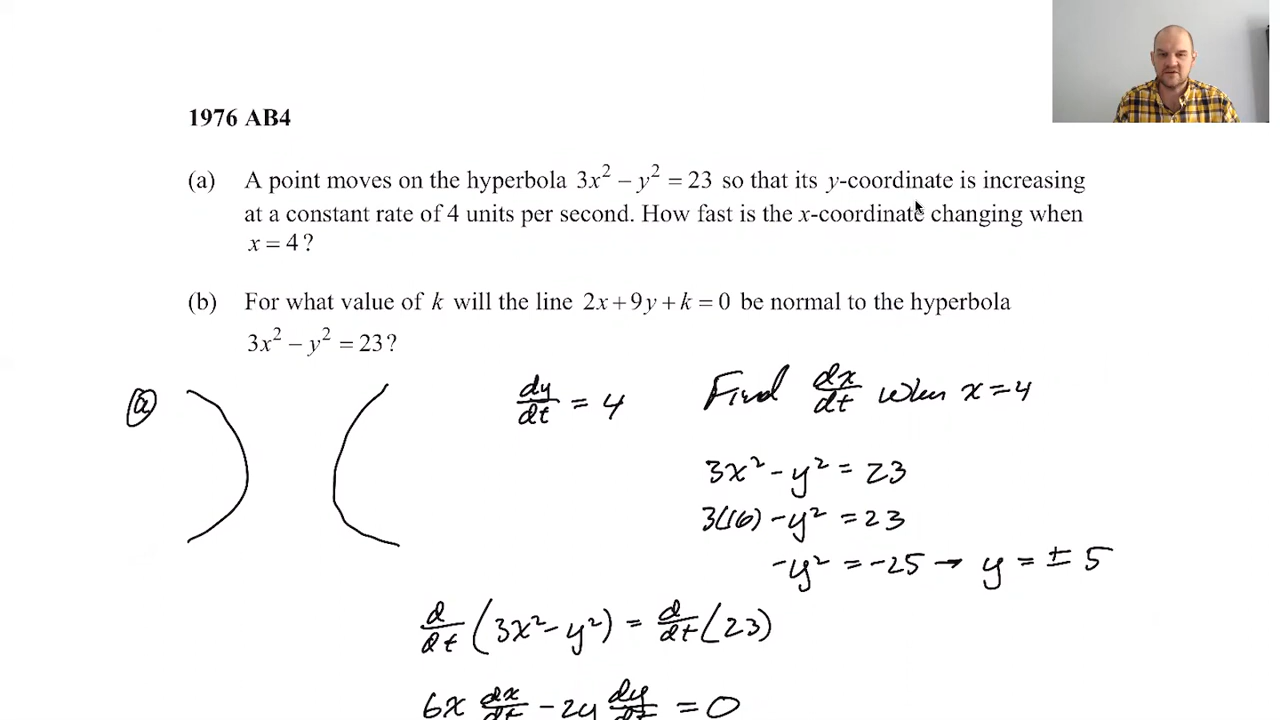 1976 AB4
(a) A point moves on the hyperbola 3x² − y² = 23 so that its y-coordinate is increasing
at a constant rate of 4 units per second. How fast is the x-coordinate changing when
x = 4?
(b) For what value of k will the line 2x + 9y + k = 0 be normal to the hyperbola
3x² − y² = 23?
(a) dy/dt = 4 Find dx/dt when x = 4
3x² − y² = 23
3(16) − y² = 23
−y² = −25 → y = ± 5
d/dt (3x² − y²) = d/dt (23)
6x dx/dt − 2y dy/dt = 0